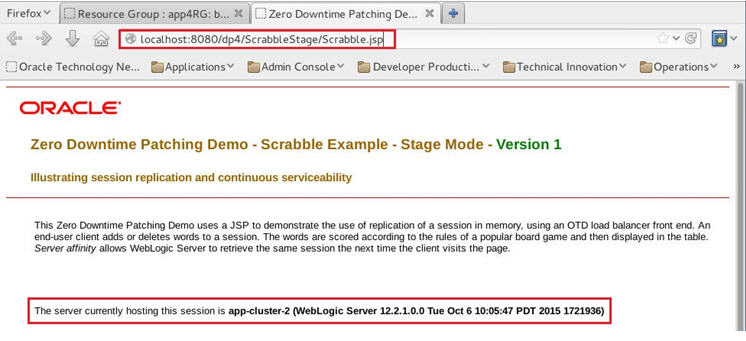 Firefox Resource Group : app4RG: b... Zero Downtime Patching De...
localhost:8080/dp4/ScrabbleStage/Scrabble.jsp
Oracle Technology Ne... Applications Admin Console Developer Producti... Technical Innovation Operations »
ORACLE
Zero Downtime Patching Demo - Scrabble Example - Stage Mode - Version 1
Illustrating session replication and continuous serviceability
This Zero Downtime Patching Demo uses a JSP to demonstrate the use of replication of a session in memory, using an OTD load balancer front end. An
end-user client adds or deletes words to a session. The words are scored according to the rules of a popular board game and then displayed in the table.
Server affinity allows WebLogic Server to retrieve the same session the next time the client visits the page.
The server currently hosting this session is app-cluster-2 (WebLogic Server 12.2.1.0.0 Tue Oct 6 10:05:47 PDT 2015 1721936)